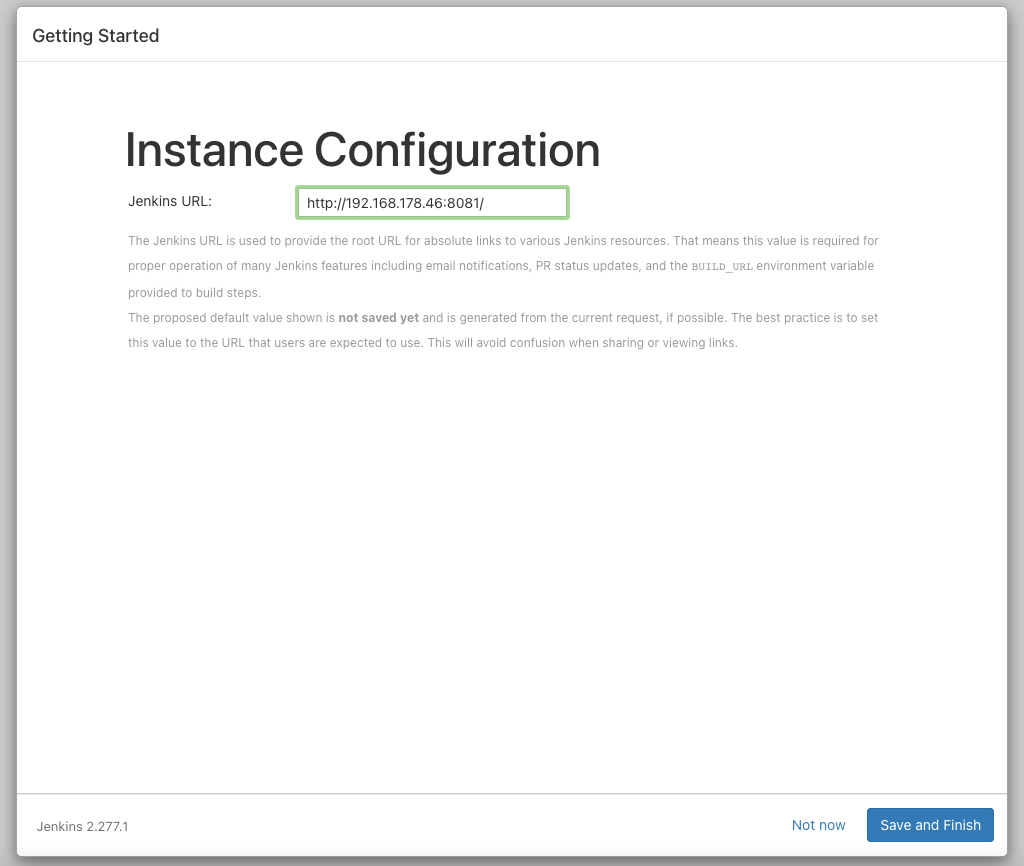 Getting Started
Instance Configuration
Jenkins URL: http://192.168.178.46:8081/
The Jenkins URL is used to provide the root URL for absolute links to various Jenkins resources. That means this value is required for
proper operation of many Jenkins features including email notifications, PR status updates, and the BUILD_URL environment variable
provided to build steps.
The proposed default value shown is not saved yet and is generated from the current request, if possible. The best practice is to set
this value to the URL that users are expected to use. This will avoid confusion when sharing or viewing links.
Jenkins 2.277.1 Not now Save and Finish